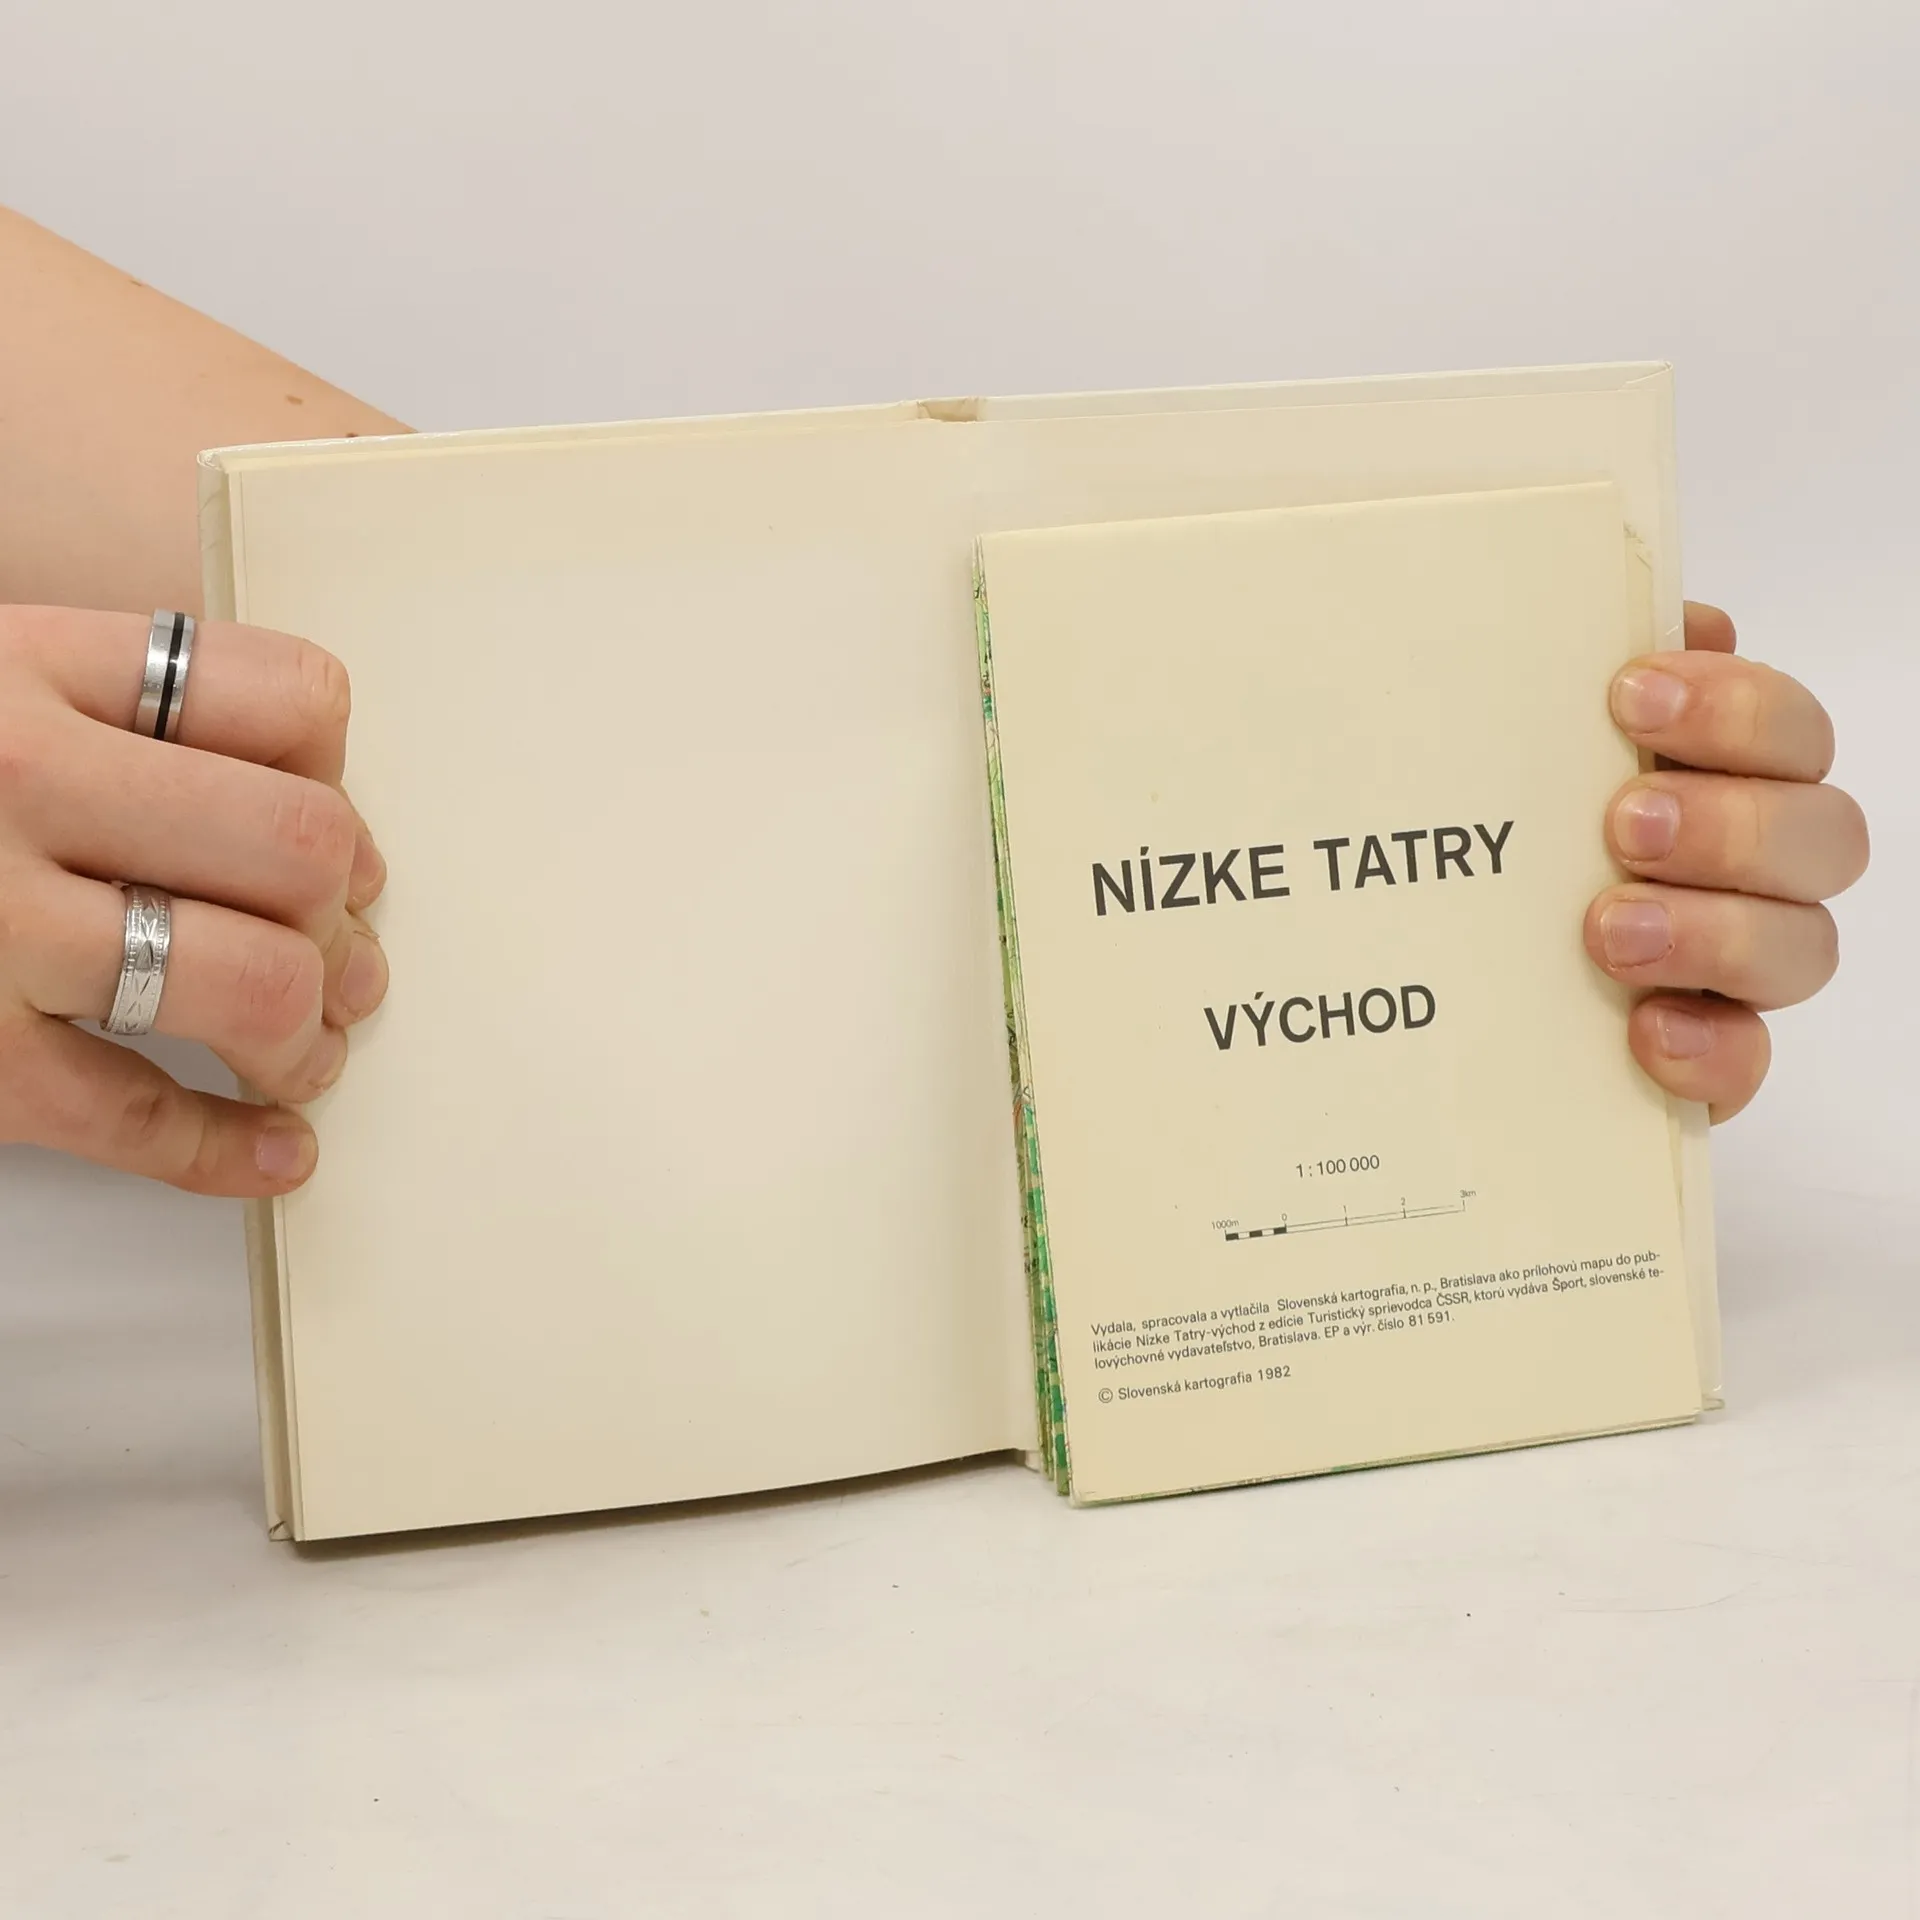 NÍZKE TATRY
VÝCHOD
1 : 100 000
1000m 0 1 2 3km
Vydala, spracovala a vytlačila Slovenská kartografia, n. p., Bratislava ako prílohovú mapu do pub-
likácie Nízke Tatry-východ z edície Turistický sprievodca ČSSR, ktorú vydáva Šport, slovenské te-
lovýchovné vydavateľstvo, Bratislava. EP a výr. číslo 81 591.
© Slovenská kartografia 1982